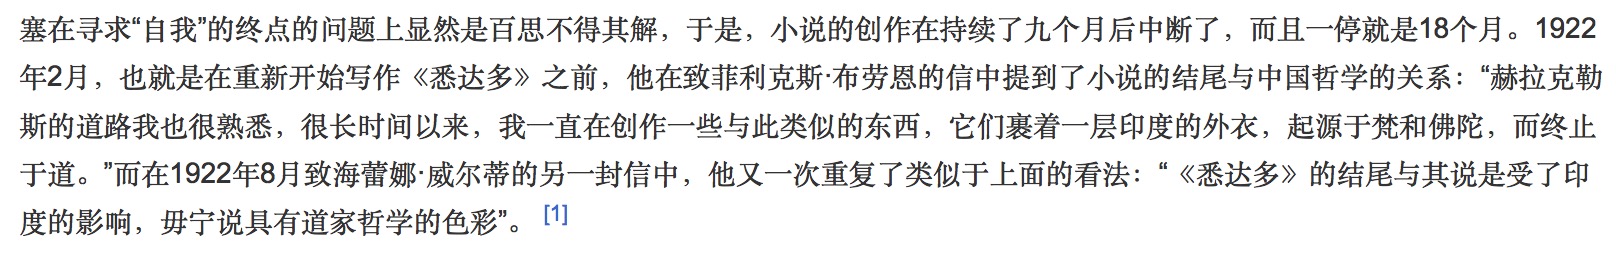 塞在寻求“自我”的终点的问题上显然是百思不得其解，于是，小说的创作在持续了九个月后中断了，而且一停就是18个月。1922
年2月，也就是在重新开始写作《悉达多》之前，他在致菲利克斯·布劳恩的信中提到了小说的结尾与中国哲学的关系：“赫拉克勒
斯的道路我也很熟悉，很长时间以来，我一直在创作一些与此类似的东西，它们裹着一层印度的外衣，起源于梵和佛陀，而终止
于道。”而在1922年8月致海蕾娜·威尔蒂的另一封信中，他又一次重复了类似于上面的看法：“《悉达多》的结尾与其说是受了印
度的影响，毋宁说具有道家哲学的色彩”。 [1]